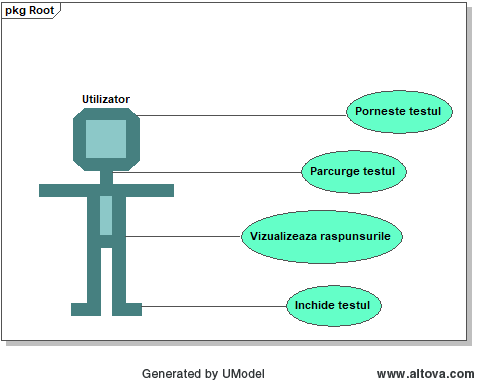 pkg Root
Utilizator
Porneste testul
Parcurge testul
Vizualizeaza raspunsurile
Inchide testul
Generated by UModel
www.altova.com